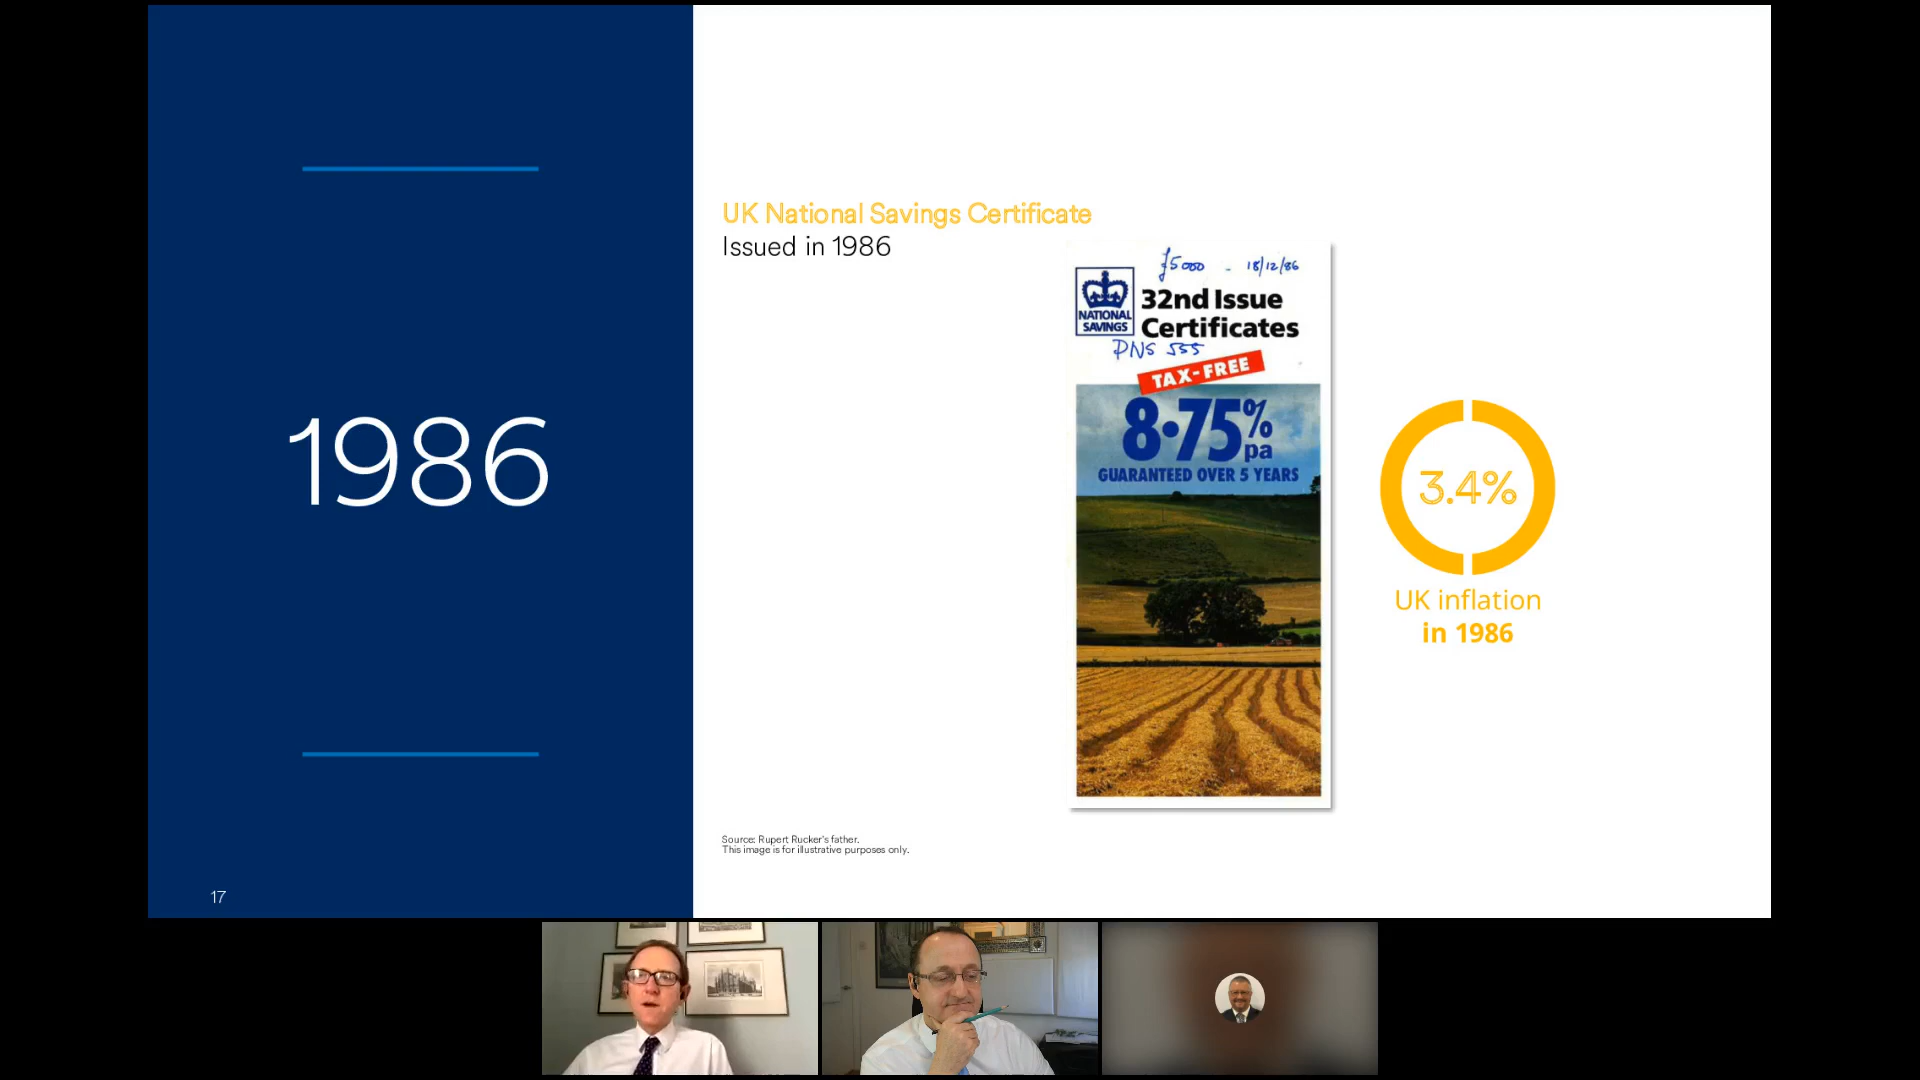 1986
17
UK National Savings Certificate
Issued in 1986
£5000 - 18/12/86
NATIONAL
SAVINGS
32nd Issue
Certificates
DNS 555
TAX-FREE
8·75% pa
GUARANTEED OVER 5 YEARS
3.4%
UK inflation
in 1986
Source: Rupert Rucker's father.
This image is for illustrative purposes only.